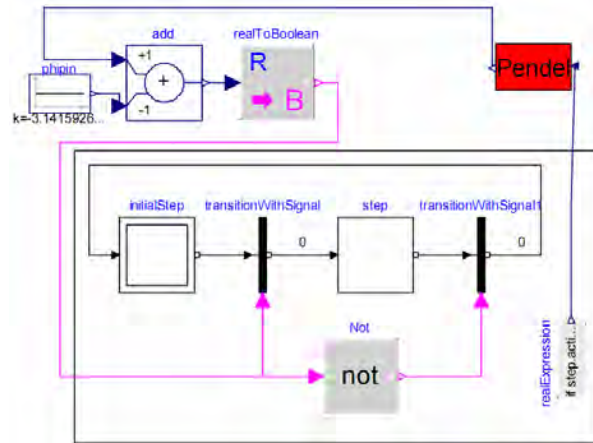 add
realToBoolean
phipin
+1
+
-1
R
B
Pendel
k=-3.1415926...
initialStep
transitionWithSignal
step
transitionWithSignal1
0
0
Not
not
realExpression
if step.acti...